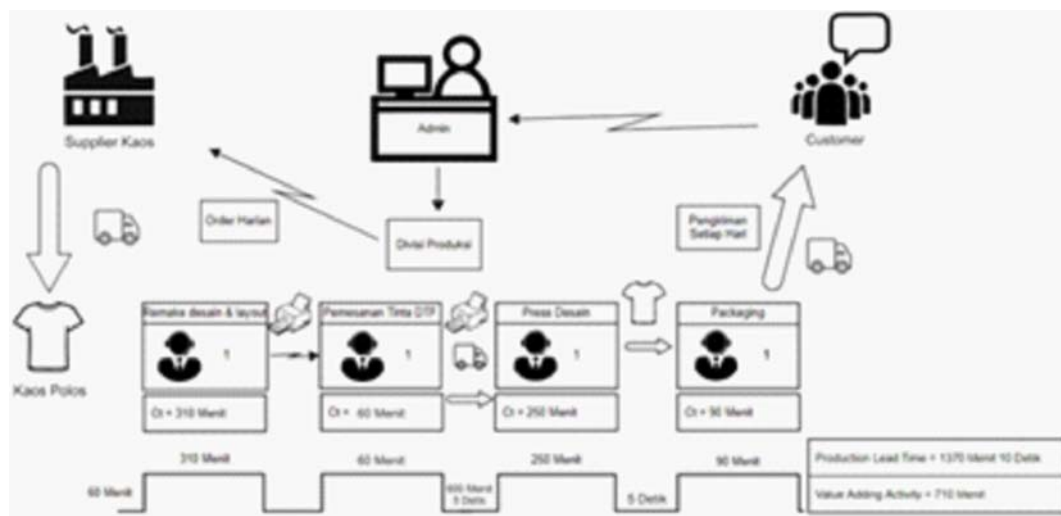 Supplier Kaos
Admin
Customer
Order Harian
Divisi Produksi
Pengiriman
Setiap Hari
Kaos Polos
Remake desain & layout
1
Ct = 310 Menit
Pemesanan Tinta DTF
1
Ct = 60 Menit
Press Desain
1
Ct = 250 Menit
Packaging
1
Ct = 90 Menit
60 Menit
310 Menit
60 Menit
Menit
5 Detik
250 Menit
5 Detik
90 Menit
Production Lead Time = 1370 Menit 10 Detik
Value Adding Activity = 710 Menit